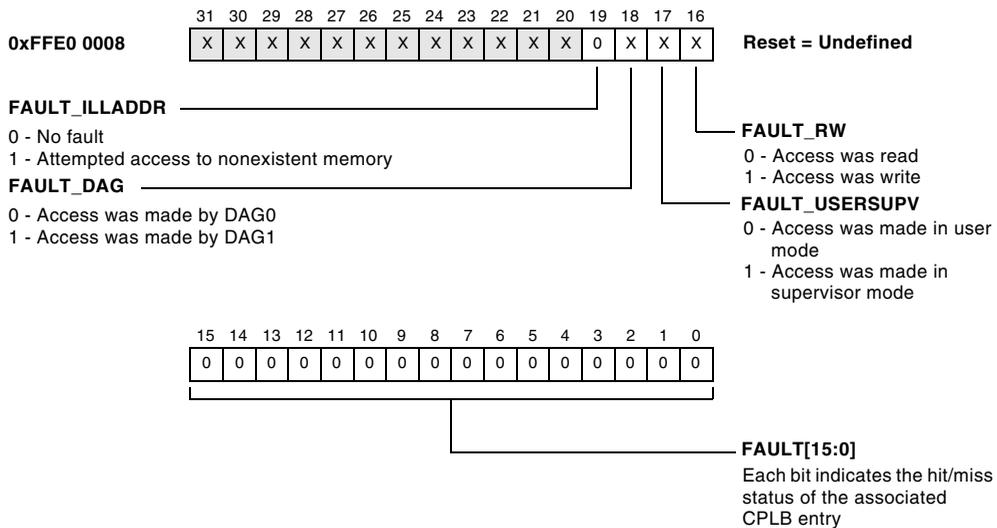 31 30 29 28 27 26 25 24 23 22 21 20 19 18 17 16
0xFFE0 0008 X X X X X X X X X X X X 0 X X X Reset = Undefined
FAULT_ILLADDR
0 - No fault
1 - Attempted access to nonexistent memory
FAULT_DAG
0 - Access was made by DAG0
1 - Access was made by DAG1
FAULT_RW
0 - Access was read
1 - Access was write
FAULT_USERSUPV
0 - Access was made in user
mode
1 - Access was made in
supervisor mode
15 14 13 12 11 10 9 8 7 6 5 4 3 2 1 0
0 0 0 0 0 0 0 0 0 0 0 0 0 0 0 0
FAULT[15:0]
Each bit indicates the hit/miss
status of the associated
CPLB entry